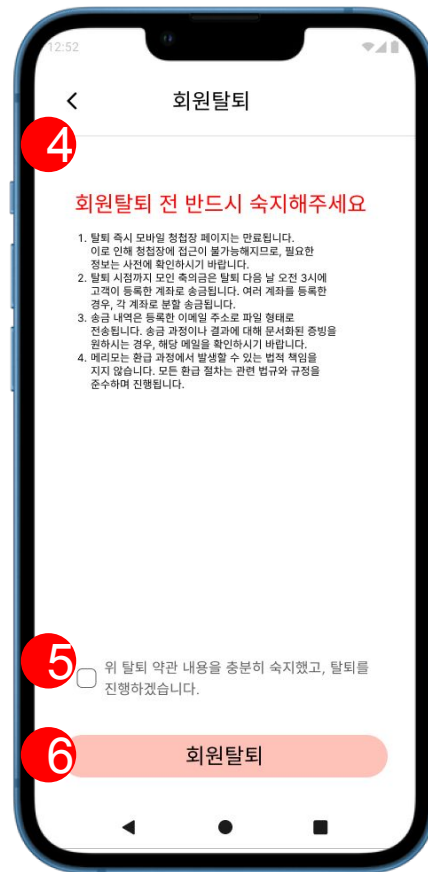 12:52
회원탈퇴
4
회원탈퇴 전 반드시 숙지해주세요
1. 탈퇴 즉시 모바일 청첩장 페이지는 만료됩니다.
이로 인해 청첩장에 접근이 불가능해지므로, 필요한
정보는 사전에 확인하시기 바랍니다.
2. 탈퇴 시점까지 모인 축의금은 탈퇴 다음 날 오전 3시에
고객이 등록한 계좌로 송금됩니다. 여러 계좌를 등록한
경우, 각 계좌로 분할 송금됩니다.
3. 송금 내역은 등록한 이메일 주소로 파일 형태로
전송됩니다. 송금 과정이나 결과에 대해 문서화된 증빙을
원하시는 경우, 해당 메일을 확인하시기 바랍니다.
4. 메리모는 환급 과정에서 발생할 수 있는 법적 책임을
지지 않습니다. 모든 환급 절차는 관련 법규와 규정을
준수하며 진행됩니다.
5
위 탈퇴 약관 내용을 충분히 숙지했고, 탈퇴를
진행하겠습니다.
6
회원탈퇴